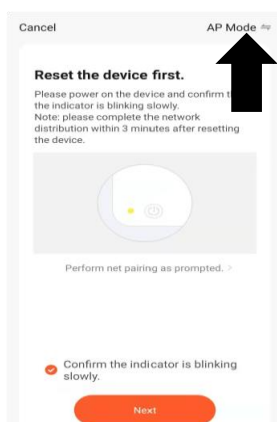 Cancel AP Mode
Reset the device first.
Please power on the device and confirm
the indicator is blinking slowly.
Note: please complete the network
distribution within 3 minutes after resetting
the device.
Perform net pairing as prompted. >
Confirm the indicator is blinking
slowly.
Next